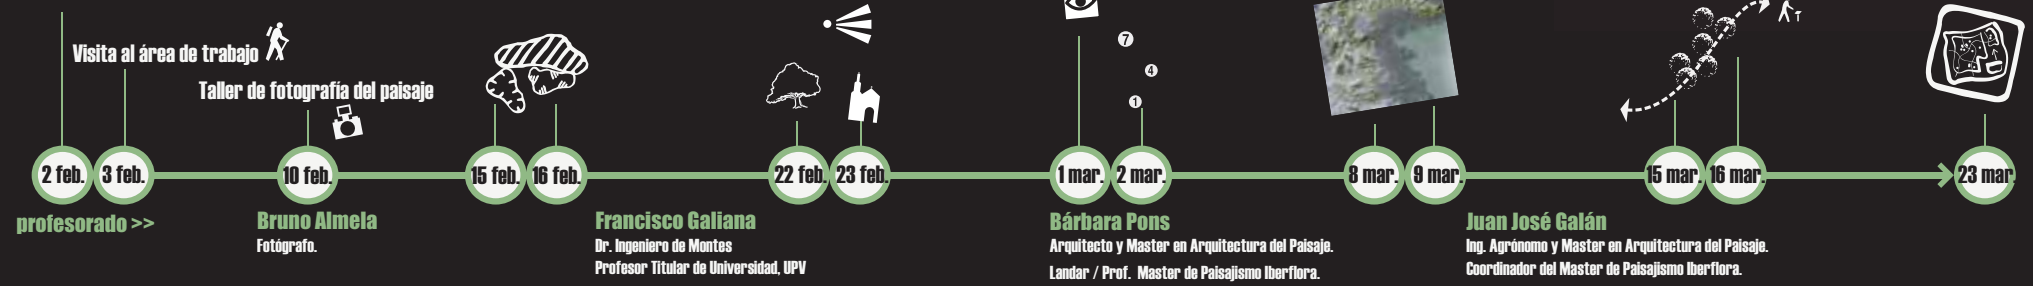 Visita al área de trabajo
Taller de fotografía del paisaje
7
4
1
2 feb. 3 feb. 10 feb. 15 feb. 16 feb. 22 feb. 23 feb. 1 mar. 2 mar. 8 mar. 9 mar. 15 mar. 16 mar. 23 mar.
profesorado >>
Bruno Almela
Fotógrafo.
Francisco Galiana
Dr. Ingeniero de Montes
Profesor Titular de Universidad, UPV
Bárbara Pons
Arquitecto y Master en Arquitectura del Paisaje.
Landar / Prof. Master de Paisajismo Iberflora.
Juan José Galán
Ing. Agrónomo y Master en Arquitectura del Paisaje.
Coordinador del Master de Paisajismo Iberflora.